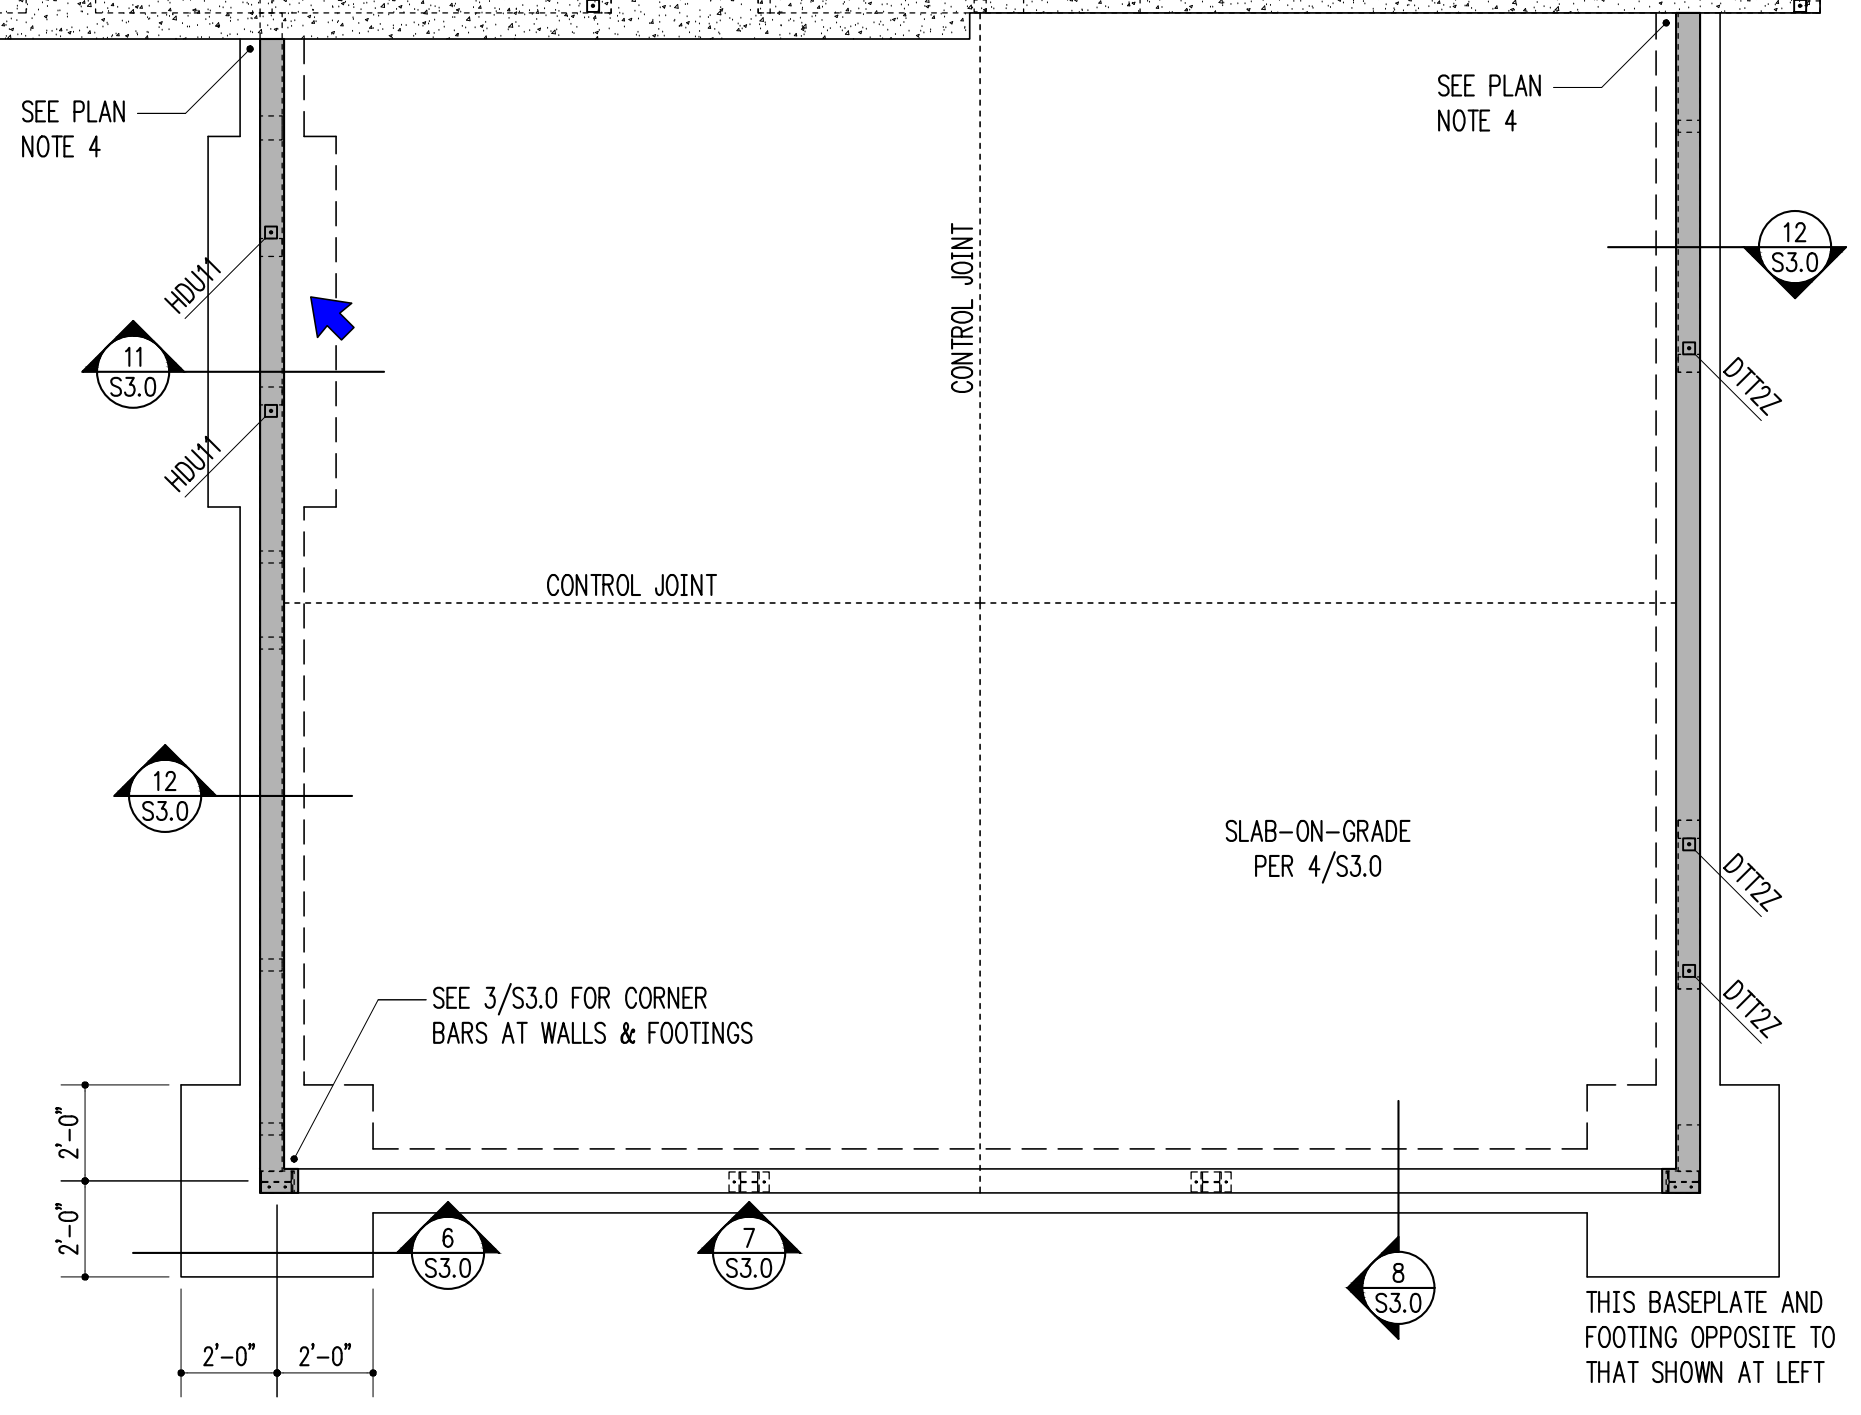 SEE PLAN
NOTE 4
SEE PLAN
NOTE 4
HDU11
12
S3.0
CONTROL JOINT
11
S3.0
DTT2Z
HDU11
CONTROL JOINT
12
S3.0
SLAB-ON-GRADE
PER 4/S3.0
DTT2Z
SEE 3/S3.0 FOR CORNER
BARS AT WALLS & FOOTINGS
DTT2Z
2'-0"
2'-0"
6
S3.0
7
S3.0
8
S3.0
THIS BASEPLATE AND
FOOTING OPPOSITE TO
THAT SHOWN AT LEFT
2'-0"
2'-0"